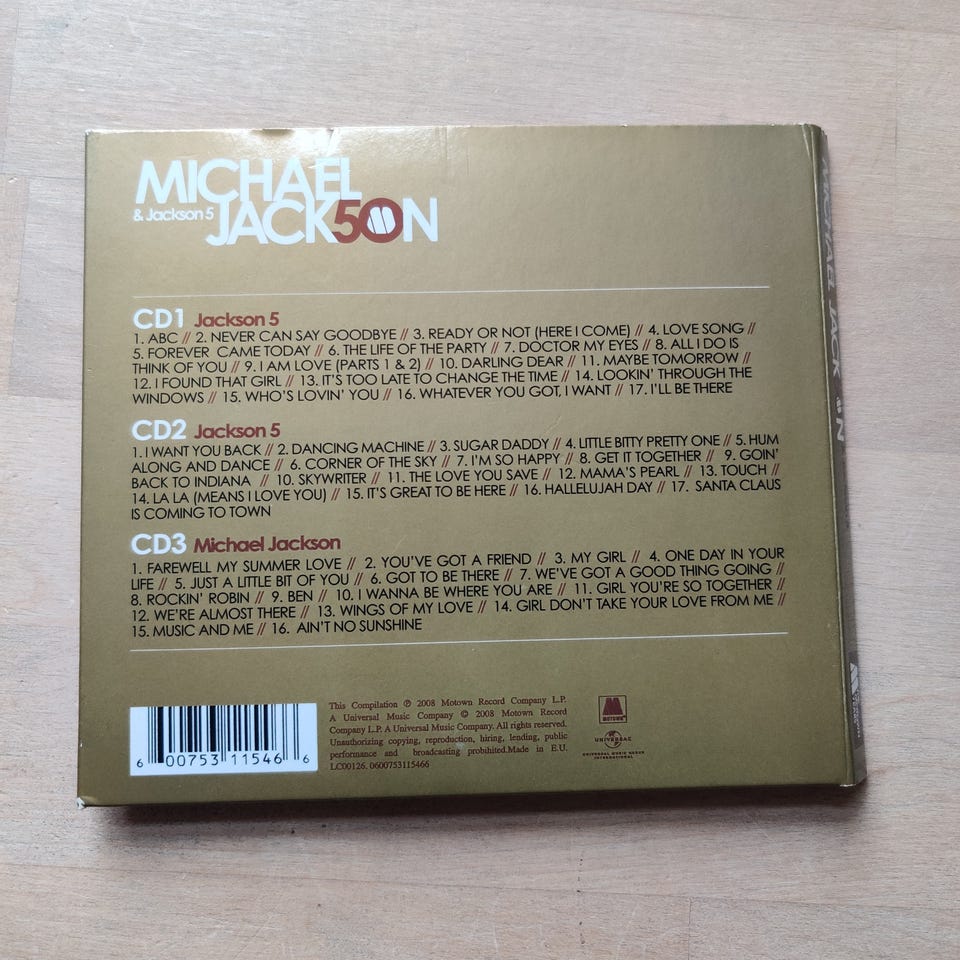 MICHAEL
& Jackson 5
JACK50N
CD1 Jackson 5
1. ABC // 2. NEVER CAN SAY GOODBYE // 3. READY OR NOT (HERE I COME) // 4. LOVE SONG //
5. FOREVER CAME TODAY // 6. THE LIFE OF THE PARTY // 7. DOCTOR MY EYES // 8. ALL I DO IS
THINK OF YOU // 9. I AM LOVE (PARTS 1 & 2) // 10. DARLING DEAR // 11. MAYBE TOMORROW //
12. I FOUND THAT GIRL // 13. IT'S TOO LATE TO CHANGE THE TIME // 14. LOOKIN' THROUGH THE
WINDOWS // 15. WHO'S LOVIN' YOU // 16. WHATEVER YOU GOT, I WANT // 17. I'LL BE THERE
CD2 Jackson 5
1. I WANT YOU BACK // 2. DANCING MACHINE // 3. SUGAR DADDY // 4. LITTLE BITTY PRETTY ONE // 5. HUM
ALONG AND DANCE // 6. CORNER OF THE SKY // 7. I'M SO HAPPY // 8. GET IT TOGETHER // 9. GOIN'
BACK TO INDIANA // 10. SKYWRITER // 11. THE LOVE YOU SAVE // 12. MAMA'S PEARL // 13. TOUCH //
14. LA LA (MEANS I LOVE YOU) // 15. IT'S GREAT TO BE HERE // 16. HALLELUJAH DAY // 17. SANTA CLAUS
IS COMING TO TOWN
CD3 Michael Jackson
1. FAREWELL MY SUMMER LOVE // 2. YOU'VE GOT A FRIEND // 3. MY GIRL // 4. ONE DAY IN YOUR
LIFE // 5. JUST A LITTLE BIT OF YOU // 6. GOT TO BE THERE // 7. WE'VE GOT A GOOD THING GOING //
8. ROCKIN' ROBIN // 9. BEN // 10. I WANNA BE WHERE YOU ARE // 11. GIRL YOU'RE SO TOGETHER //
12. WE'RE ALMOST THERE // 13. WINGS OF MY LOVE // 14. GIRL DON'T TAKE YOUR LOVE FROM ME //
15. MUSIC AND ME // 16. AIN'T NO SUNSHINE
6 00753 11546 6
This Compilation ℗ 2008 Motown Record Company L.P.
A Universal Music Company © 2008 Motown Record
Company L.P. A Universal Music Company. All rights reserved.
Unauthorizing copying, reproduction, hiring, lending, public
performance and broadcasting prohibited.Made in E.U.
LC00126. 0600753115466
MOTOWN
UNIVERSAL
UNIVERSAL MUSIC GROUP
INTERNATIONAL
MICHAEL JACK ON